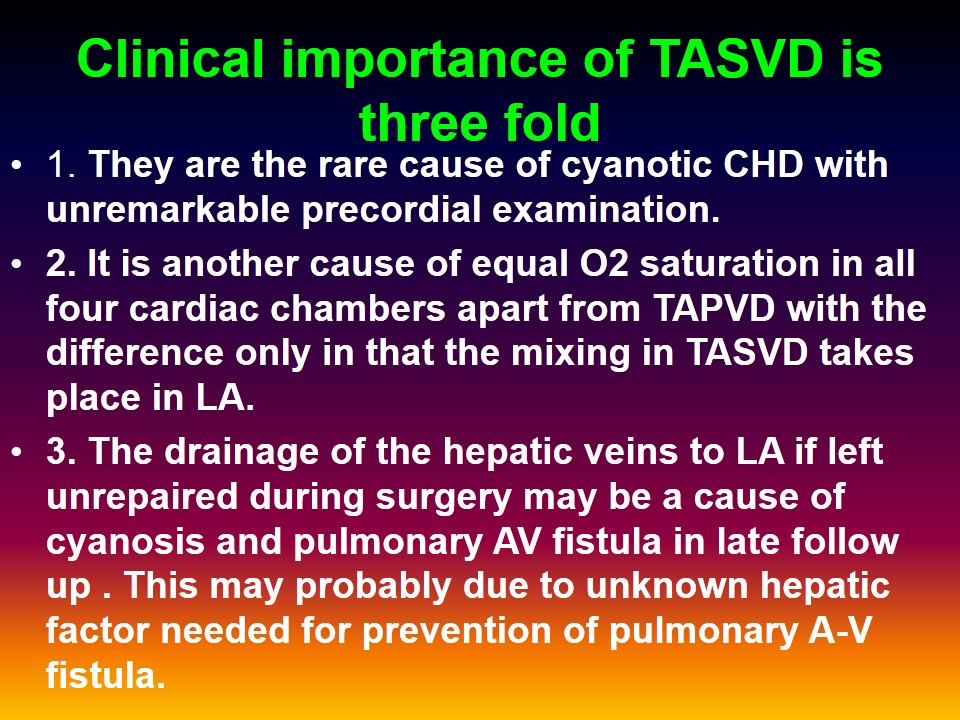 Clinical importance of TASVD is
three fold
• 1. They are the rare cause of cyanotic CHD with
unremarkable precordial examination.
• 2. It is another cause of equal O2 saturation in all
four cardiac chambers apart from TAPVD with the
difference only in that the mixing in TASVD takes
place in LA.
• 3. The drainage of the hepatic veins to LA if left
unrepaired during surgery may be a cause of
cyanosis and pulmonary AV fistula in late follow
up . This may probably due to unknown hepatic
factor needed for prevention of pulmonary A-V
fistula.